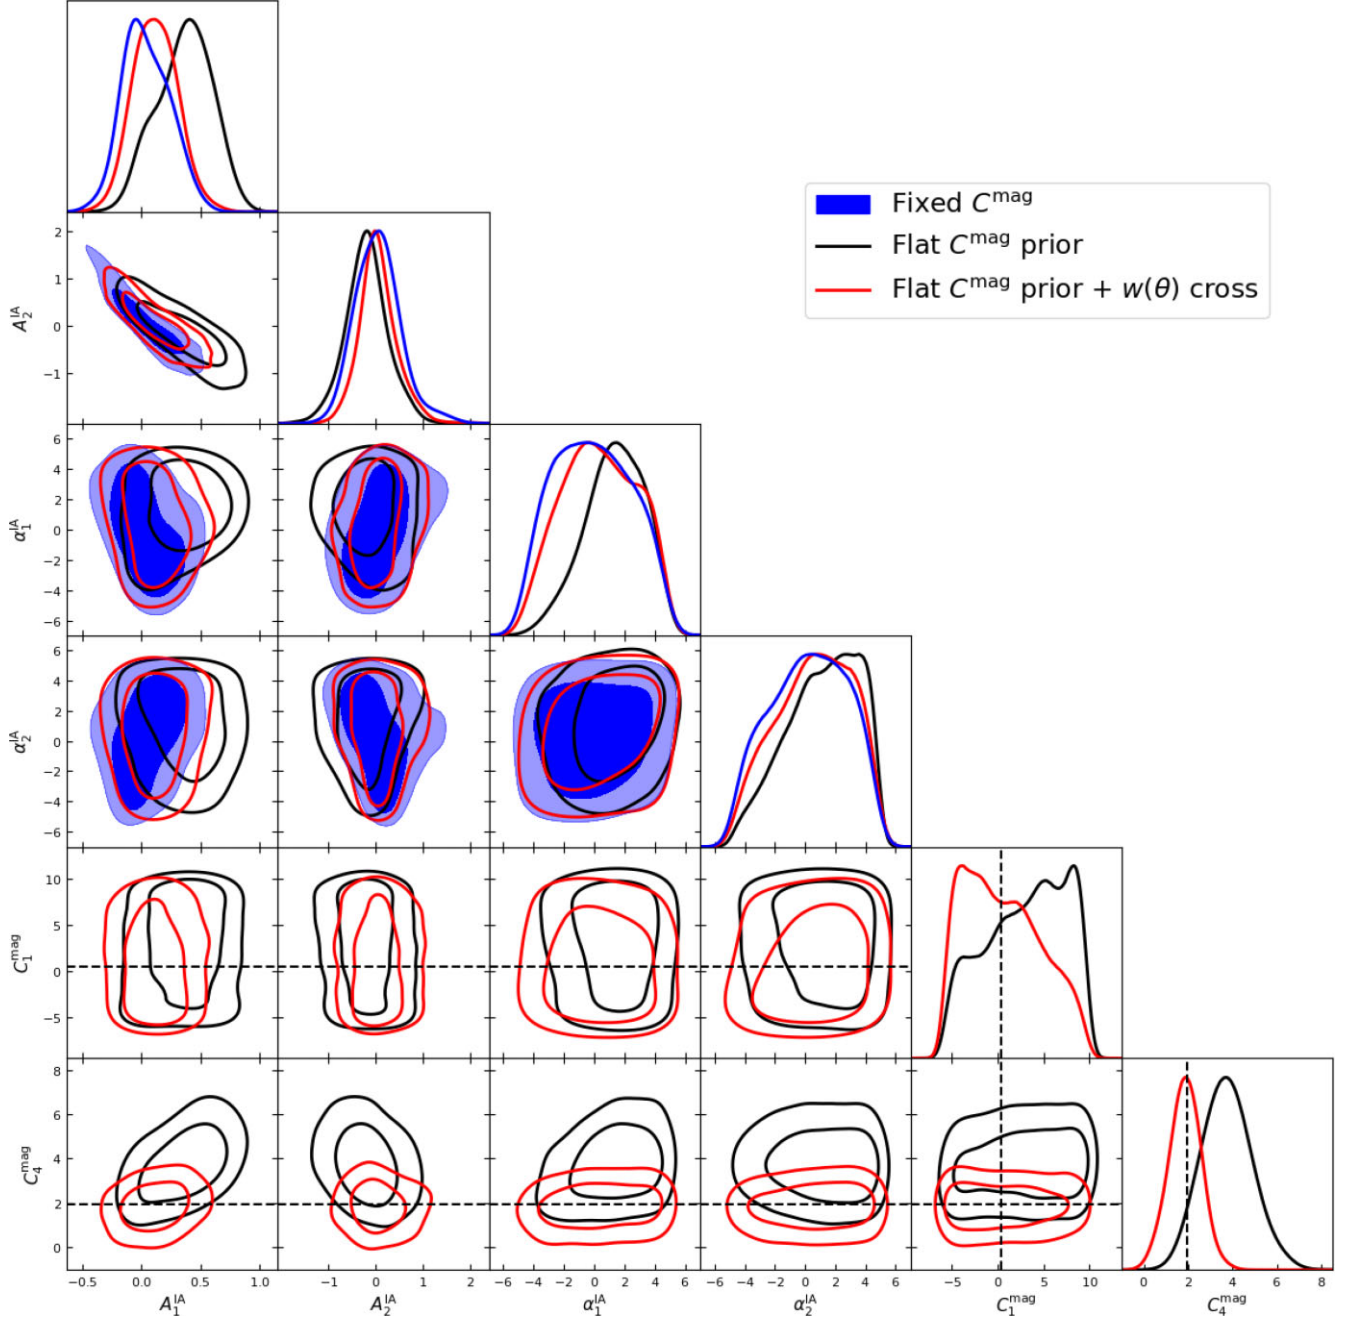 Fixed C^mag
Flat C^mag prior
Flat C^mag prior + w(θ) cross
2
1
0
−1
A_2^IA
6
4
2
0
−2
−4
−6
α_1^IA
6
4
2
0
−2
−4
−6
α_2^IA
10
5
0
−5
C_1^mag
8
6
4
2
0
C_4^mag
−0.5 0.0 0.5 1.0
−1 0 1 2
−6 −4 −2 0 2 4 6
−6 −4 −2 0 2 4 6
−5 0 5 10
0 2 4 6 8
A_1^IA
A_2^IA
α_1^IA
α_2^IA
C_1^mag
C_4^mag